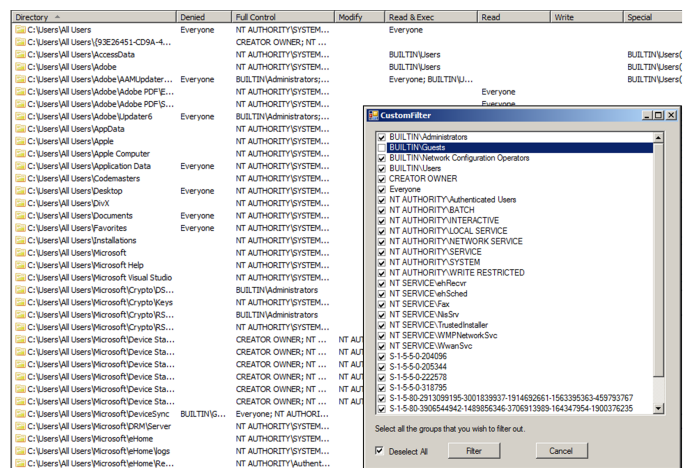 Directory Denied Full Control Modify Read & Exec Read Write Special
C:\Users\All Users Everyone NT AUTHORITY\SYSTEM... Everyone
C:\Users\All Users\{93E26451-CD9A-4... CREATOR OWNER; NT ...
C:\Users\All Users\AccessData NT AUTHORITY\SYSTEM... BUILTIN\Users BUILTIN\Users(
C:\Users\All Users\Adobe NT AUTHORITY\SYSTEM... BUILTIN\Users BUILTIN\Users(
C:\Users\All Users\Adobe\AAMUpdater... Everyone BUILTIN\Administrators;... Everyone; BUILTIN\U... BUILTIN\Users(
C:\Users\All Users\Adobe\Adobe PDF\E... NT AUTHORITY\SYSTEM... Everyone
C:\Users\All Users\Adobe\Adobe PDF\S... NT AUTHORITY\SYSTEM... Everyone
C:\Users\All Users\Adobe\Updater6 Everyone BUILTIN\Administrators;...
C:\Users\All Users\AppData NT AUTHORITY\SYSTEM...
C:\Users\All Users\Apple NT AUTHORITY\SYSTEM...
C:\Users\All Users\Apple Computer NT AUTHORITY\SYSTEM...
C:\Users\All Users\Application Data Everyone NT AUTHORITY\SYSTEM...
C:\Users\All Users\Codemasters NT AUTHORITY\SYSTEM...
C:\Users\All Users\Desktop Everyone NT AUTHORITY\SYSTEM...
C:\Users\All Users\DivX NT AUTHORITY\SYSTEM...
C:\Users\All Users\Documents Everyone NT AUTHORITY\SYSTEM...
C:\Users\All Users\Favorites Everyone NT AUTHORITY\SYSTEM...
C:\Users\All Users\Installations NT AUTHORITY\SYSTEM...
C:\Users\All Users\Microsoft NT AUTHORITY\SYSTEM...
C:\Users\All Users\Microsoft Help NT AUTHORITY\SYSTEM...
C:\Users\All Users\Microsoft Visual Studio NT AUTHORITY\SYSTEM...
C:\Users\All Users\Microsoft\Crypto\DS... BUILTIN\Administrators
C:\Users\All Users\Microsoft\Crypto\Keys NT AUTHORITY\SYSTEM...
C:\Users\All Users\Microsoft\Crypto\RS... BUILTIN\Administrators
C:\Users\All Users\Microsoft\Crypto\RS... NT AUTHORITY\SYSTEM...
C:\Users\All Users\Microsoft\Device Sta... CREATOR OWNER; NT ... NT AUT
C:\Users\All Users\Microsoft\Device Sta... CREATOR OWNER; NT ... NT AUT
C:\Users\All Users\Microsoft\Device Sta... CREATOR OWNER; NT ... NT AUT
C:\Users\All Users\Microsoft\Device Sta... CREATOR OWNER; NT ... NT AUT
C:\Users\All Users\Microsoft\Device Sta... CREATOR OWNER; NT ... NT AUT
C:\Users\All Users\Microsoft\Device Sta... CREATOR OWNER; NT ... NT AUT
C:\Users\All Users\Microsoft\DeviceSync BUILTIN\G... Everyone; NT AUTHORI...
C:\Users\All Users\Microsoft\DRM\Server NT AUTHORITY\SYSTEM...
C:\Users\All Users\Microsoft\eHome NT AUTHORITY\SYSTEM...
C:\Users\All Users\Microsoft\eHome\logs NT AUTHORITY\SYSTEM...
C:\Users\All Users\Microsoft\eHome\Re... NT AUTHORITY\Authent...
CustomFilter
BUILTIN\Administrators
BUILTIN\Guests
BUILTIN\Network Configuration Operators
BUILTIN\Users
CREATOR OWNER
Everyone
NT AUTHORITY\Authenticated Users
NT AUTHORITY\BATCH
NT AUTHORITY\INTERACTIVE
NT AUTHORITY\LOCAL SERVICE
NT AUTHORITY\NETWORK SERVICE
NT AUTHORITY\SERVICE
NT AUTHORITY\SYSTEM
NT AUTHORITY\WRITE RESTRICTED
NT SERVICE\ehRecvr
NT SERVICE\ehSched
NT SERVICE\Fax
NT SERVICE\NisSrv
NT SERVICE\TrustedInstaller
NT SERVICE\WMPNetworkSvc
NT SERVICE\WwanSvc
S-1-5-5-0-204096
S-1-5-5-0-205344
S-1-5-5-0-222578
S-1-5-5-0-318795
S-1-5-80-2913099195-3001839937-1914692661-1563395363-459793767
S-1-5-80-3906544942-1489856346-3706913989-164347954-1900376235
Select all the groups that you wish to filter out.
Deselect All Filter Cancel